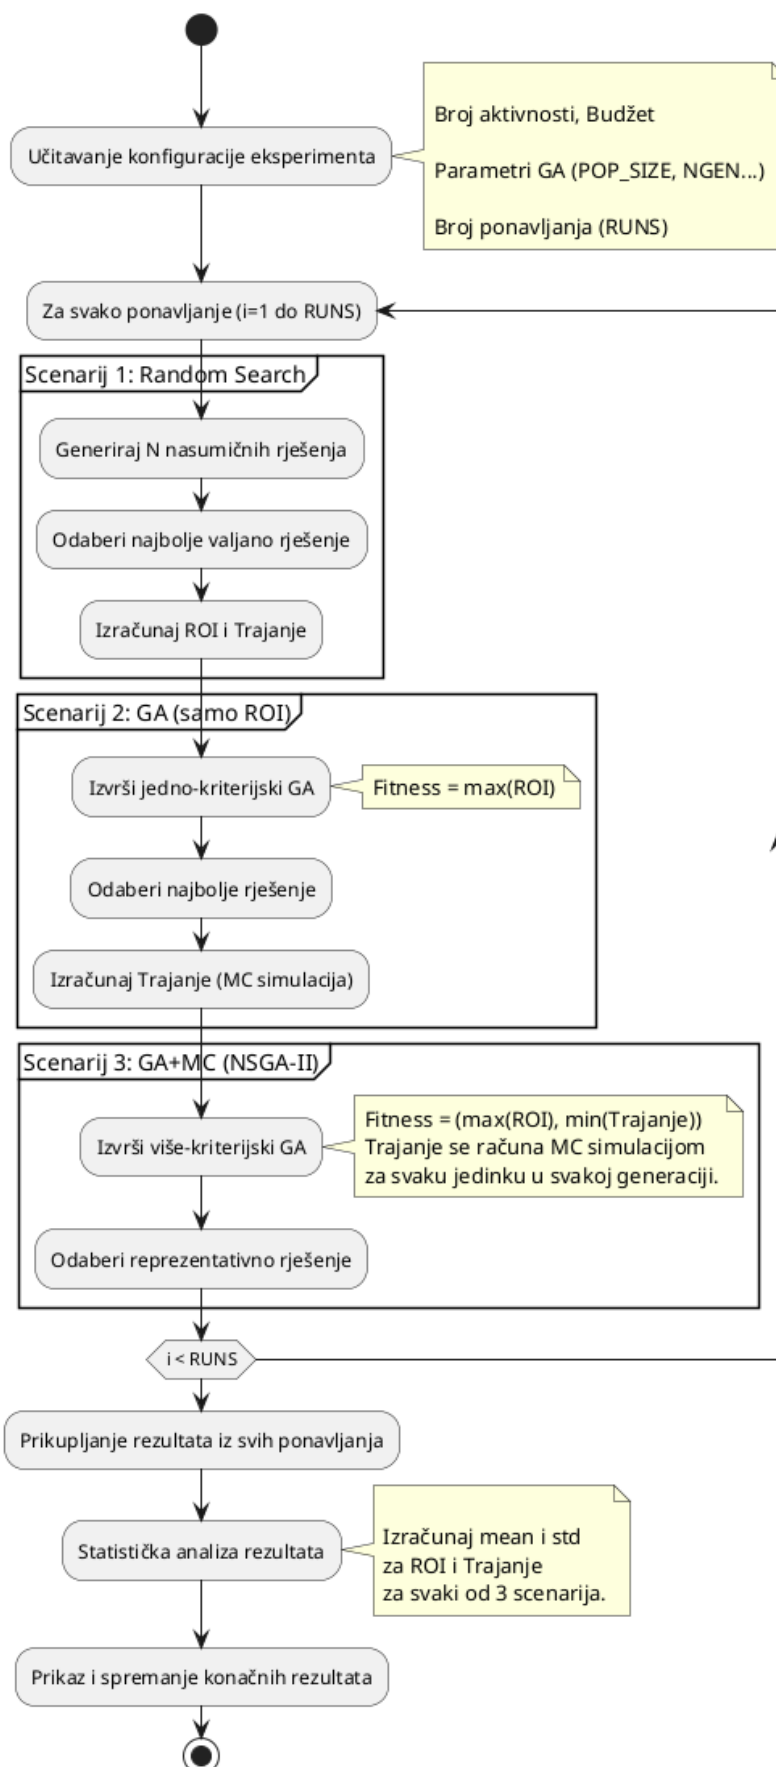 Učitavanje konfiguracije eksperimenta
Broj aktivnosti, Budžet
Parametri GA (POP_SIZE, NGEN...)
Broj ponavljanja (RUNS)
Za svako ponavljanje (i=1 do RUNS)
Scenarij 1: Random Search
Generiraj N nasumičnih rješenja
Odaberi najbolje valjano rješenje
Izračunaj ROI i Trajanje
Scenarij 2: GA (samo ROI)
Izvrši jedno-kriterijski GA
Fitness = max(ROI)
Odaberi najbolje rješenje
Izračunaj Trajanje (MC simulacija)
Scenarij 3: GA+MC (NSGA-II)
Izvrši više-kriterijski GA
Fitness = (max(ROI), min(Trajanje))
Trajanje se računa MC simulacijom
za svaku jedinku u svakoj generaciji.
Odaberi reprezentativno rješenje
i < RUNS
Prikupljanje rezultata iz svih ponavljanja
Statistička analiza rezultata
Izračunaj mean i std
za ROI i Trajanje
za svaki od 3 scenarija.
Prikaz i spremanje konačnih rezultata